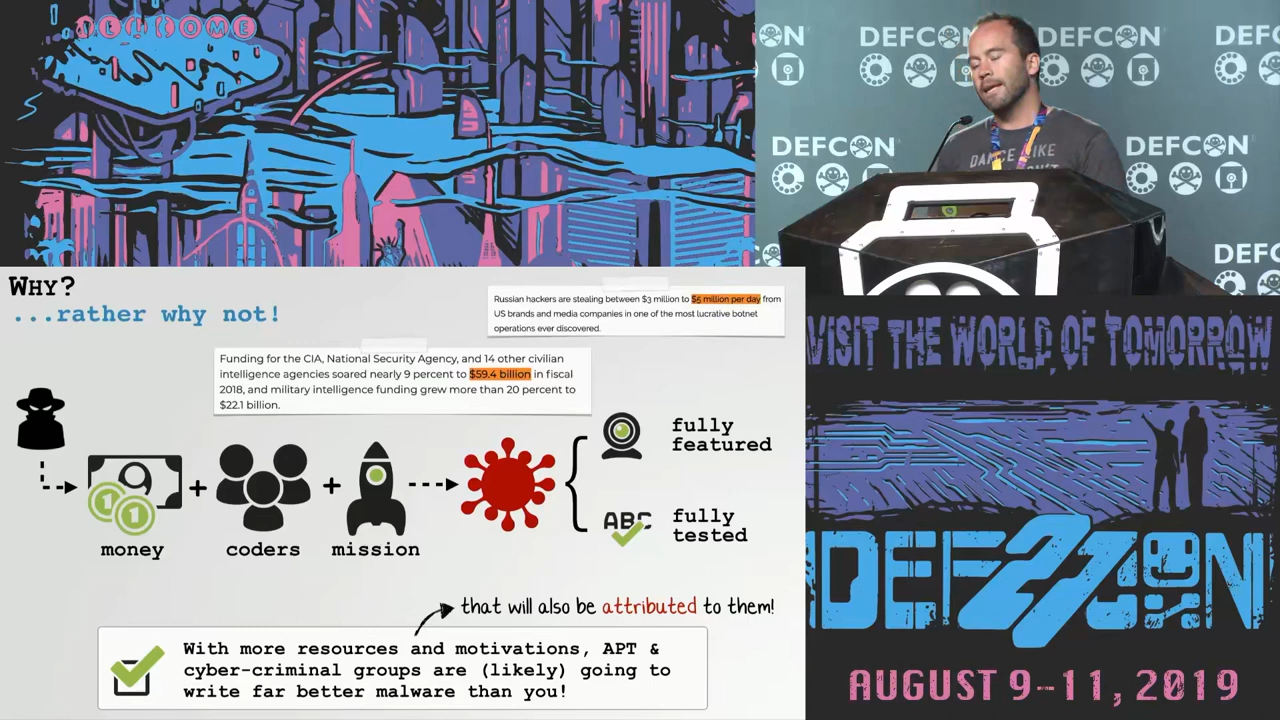 WELCOME
DEFCON
DEFCON
DEFCON
DEFCON
DEFCON
DEFCON
DANCE LIKE
WHY?
...rather why not!
Russian hackers are stealing between $3 million to $5 million per day from
US brands and media companies in one of the most lucrative botnet
operations ever discovered.
Funding for the CIA, National Security Agency, and 14 other civilian
intelligence agencies soared nearly 9 percent to $59.4 billion in fiscal
2018, and military intelligence funding grew more than 20 percent to
$22.1 billion.
fully
featured
money
+
coders
+
mission
ABC
fully
tested
that will also be attributed to them!
With more resources and motivations, APT &
cyber-criminal groups are (likely) going to
write far better malware than you!
VISIT THE WORLD OF TOMORROW
DEF27CON
AUGUST 9-11, 2019